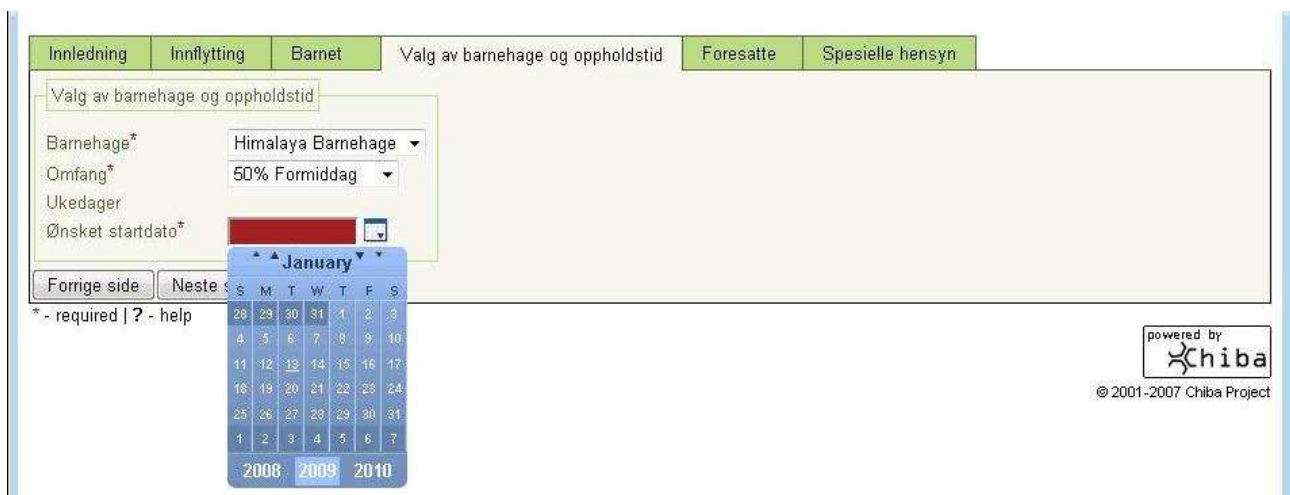 Innledning Innflytting Barnet Valg av barnehage og oppholdstid Foresatte Spesielle hensyn
Valg av barnehage og oppholdstid
Barnehage* Himalaya Barnehage
Omfang* 50% Formiddag
Ukedager
Ønsket startdato*
January
Forrige side Neste s
S M T W T F S
* - required | ? - help
28 29 30 31 1 2 3
4 5 6 7 8 9 10
11 12 13 14 15 16 17
18 19 20 21 22 23 24
25 26 27 28 29 30 31
1 2 3 4 5 6 7
2008 2009 2010
powered by
Chiba
© 2001-2007 Chiba Project